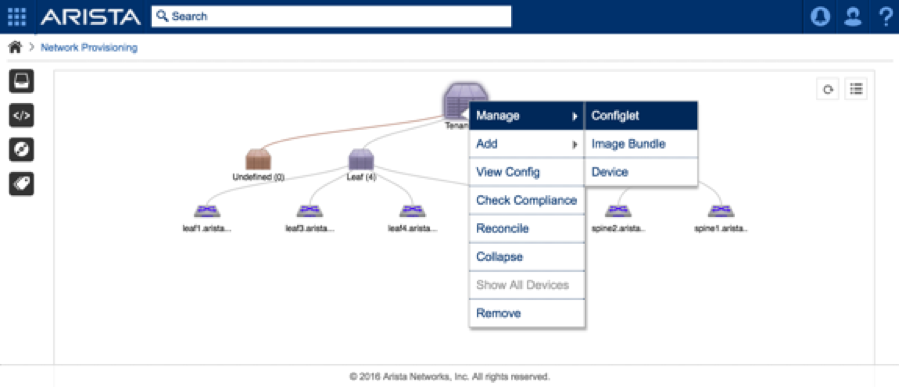 ARISTA
Search
?
Network Provisioning
Tenan
Manage
Configlet
Add
Image Bundle
View Config
Device
Undefined (0)
Leaf (4)
Check Compliance
leaf1.arista...
leaf3.arista...
leaf4.arista...
Reconcile
spine2.arista..
spine1.arista..
Collapse
Show All Devices
Remove
© 2016 Arista Networks, Inc. All rights reserved.